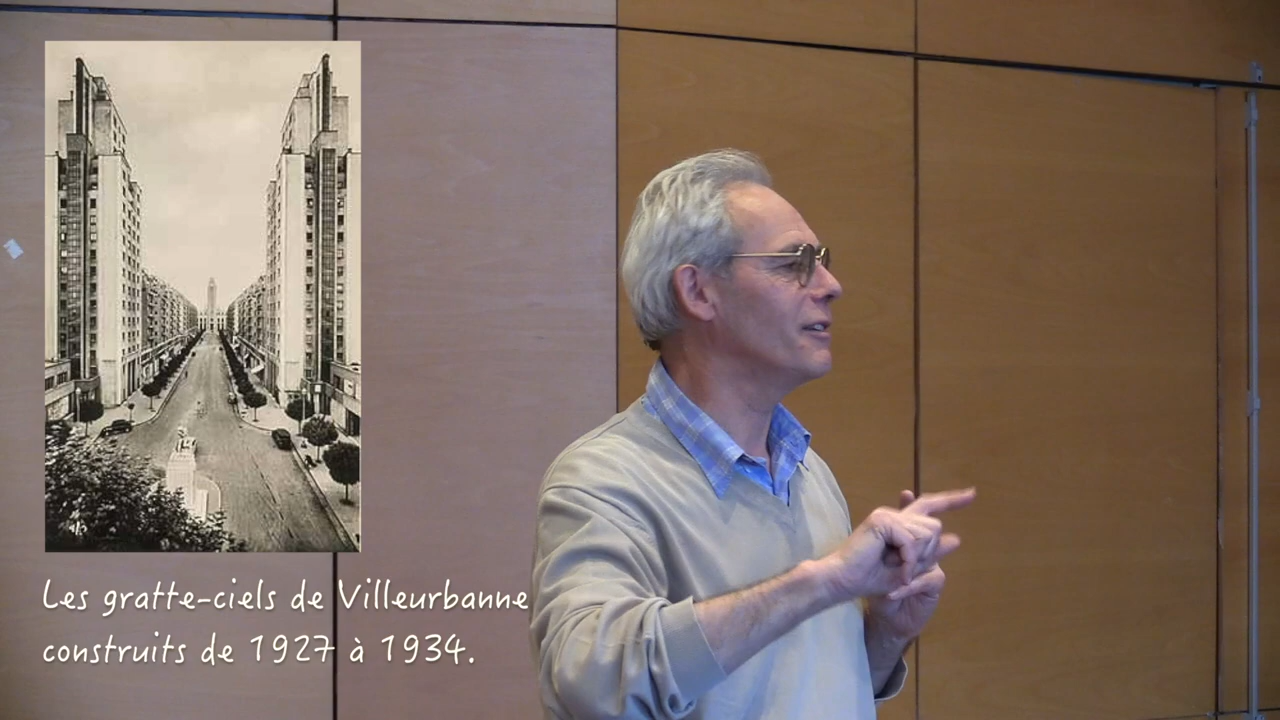 Les gratte-ciels de Villeurbanne
construits de 1927 à 1934.